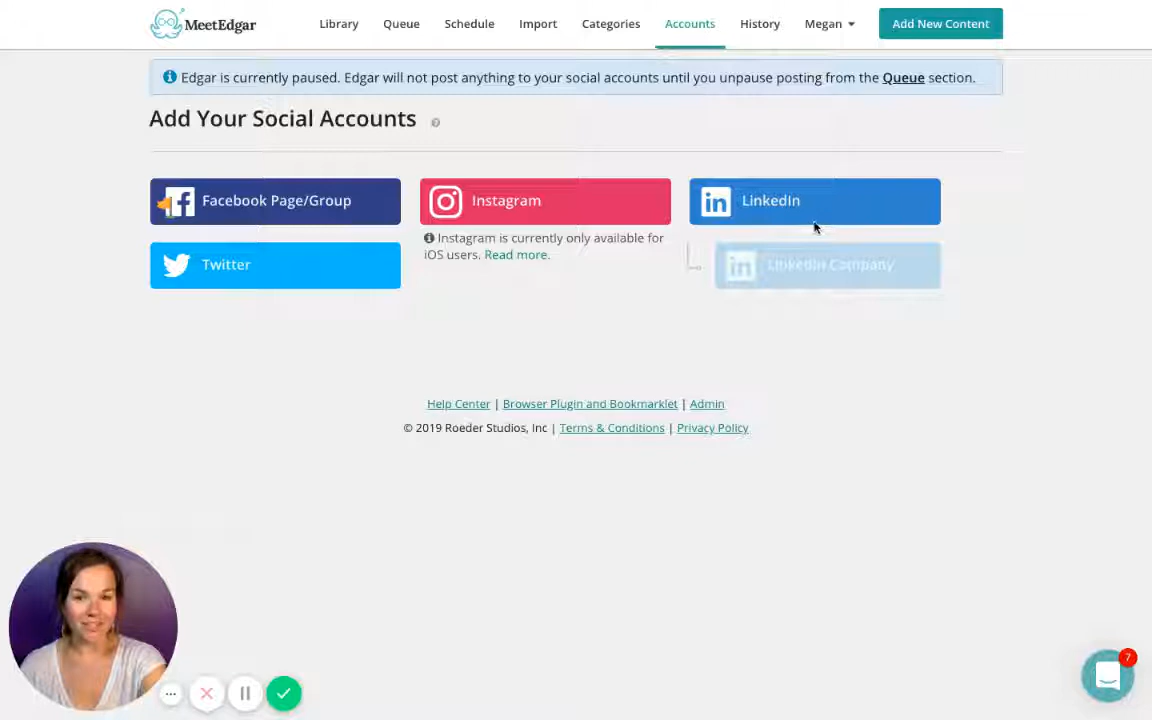 MeetEdgar
Library
Queue
Schedule
Import
Categories
Accounts
History
Megan
Add New Content
Edgar is currently paused. Edgar will not post anything to your social accounts until you unpause posting from the Queue section.
Add Your Social Accounts ?
Facebook Page/Group
Instagram
LinkedIn
Instagram is currently only available for
iOS users. Read more.
Twitter
LinkedIn Company
Help Center | Browser Plugin and Bookmarklet | Admin
© 2019 Roeder Studios, Inc | Terms & Conditions | Privacy Policy
7